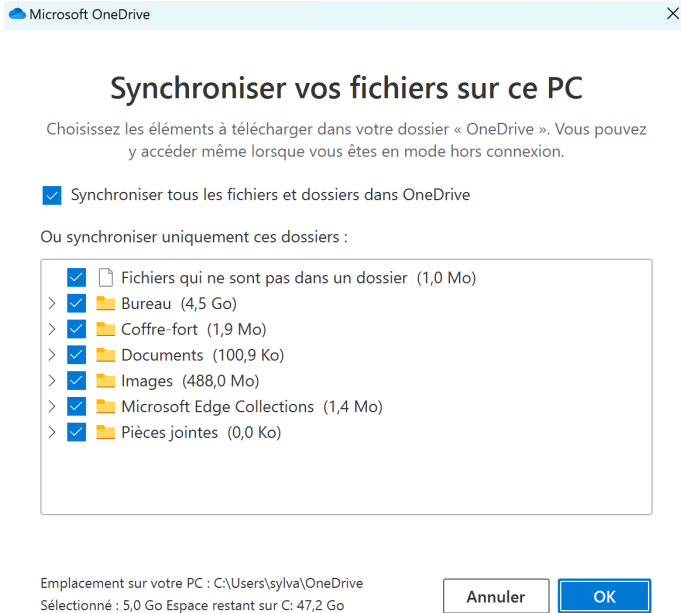 Microsoft OneDrive
Synchroniser vos fichiers sur ce PC
Choisissez les éléments à télécharger dans votre dossier « OneDrive ». Vous pouvez
y accéder même lorsque vous êtes en mode hors connexion.
Synchroniser tous les fichiers et dossiers dans OneDrive
Ou synchroniser uniquement ces dossiers :
Fichiers qui ne sont pas dans un dossier (1,0 Mo)
Bureau (4,5 Go)
Coffre-fort (1,9 Mo)
Documents (100,9 Ko)
Images (488,0 Mo)
Microsoft Edge Collections (1,4 Mo)
Pièces jointes (0,0 Ko)
Emplacement sur votre PC : C:\Users\sylva\OneDrive
Sélectionné : 5,0 Go Espace restant sur C: 47,2 Go
Annuler
OK